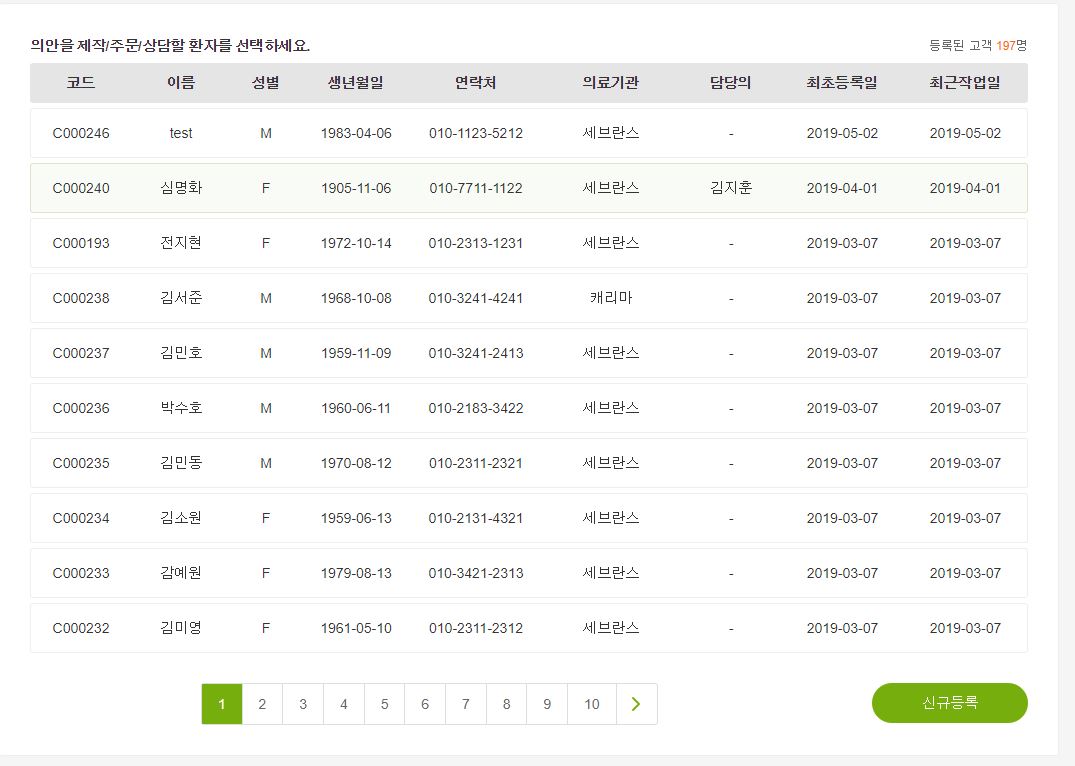 의안을 제작/주문/상담할 환자를 선택하세요. 등록된 고객 197명
코드 이름 성별 생년월일 연락처 의료기관 담당의 최초등록일 최근작업일
C000246 test M 1983-04-06 010-1123-5212 세브란스 - 2019-05-02 2019-05-02
C000240 심명화 F 1905-11-06 010-7711-1122 세브란스 김지훈 2019-04-01 2019-04-01
C000193 전지현 F 1972-10-14 010-2313-1231 세브란스 - 2019-03-07 2019-03-07
C000238 김서준 M 1968-10-08 010-3241-4241 캐리마 - 2019-03-07 2019-03-07
C000237 김민호 M 1959-11-09 010-3241-2413 세브란스 - 2019-03-07 2019-03-07
C000236 박수호 M 1960-06-11 010-2183-3422 세브란스 - 2019-03-07 2019-03-07
C000235 김민동 M 1970-08-12 010-2311-2321 세브란스 - 2019-03-07 2019-03-07
C000234 김소원 F 1959-06-13 010-2131-4321 세브란스 - 2019-03-07 2019-03-07
C000233 감예원 F 1979-08-13 010-3421-2313 세브란스 - 2019-03-07 2019-03-07
C000232 김미영 F 1961-05-10 010-2311-2312 세브란스 - 2019-03-07 2019-03-07
1 2 3 4 5 6 7 8 9 10 > 신규등록